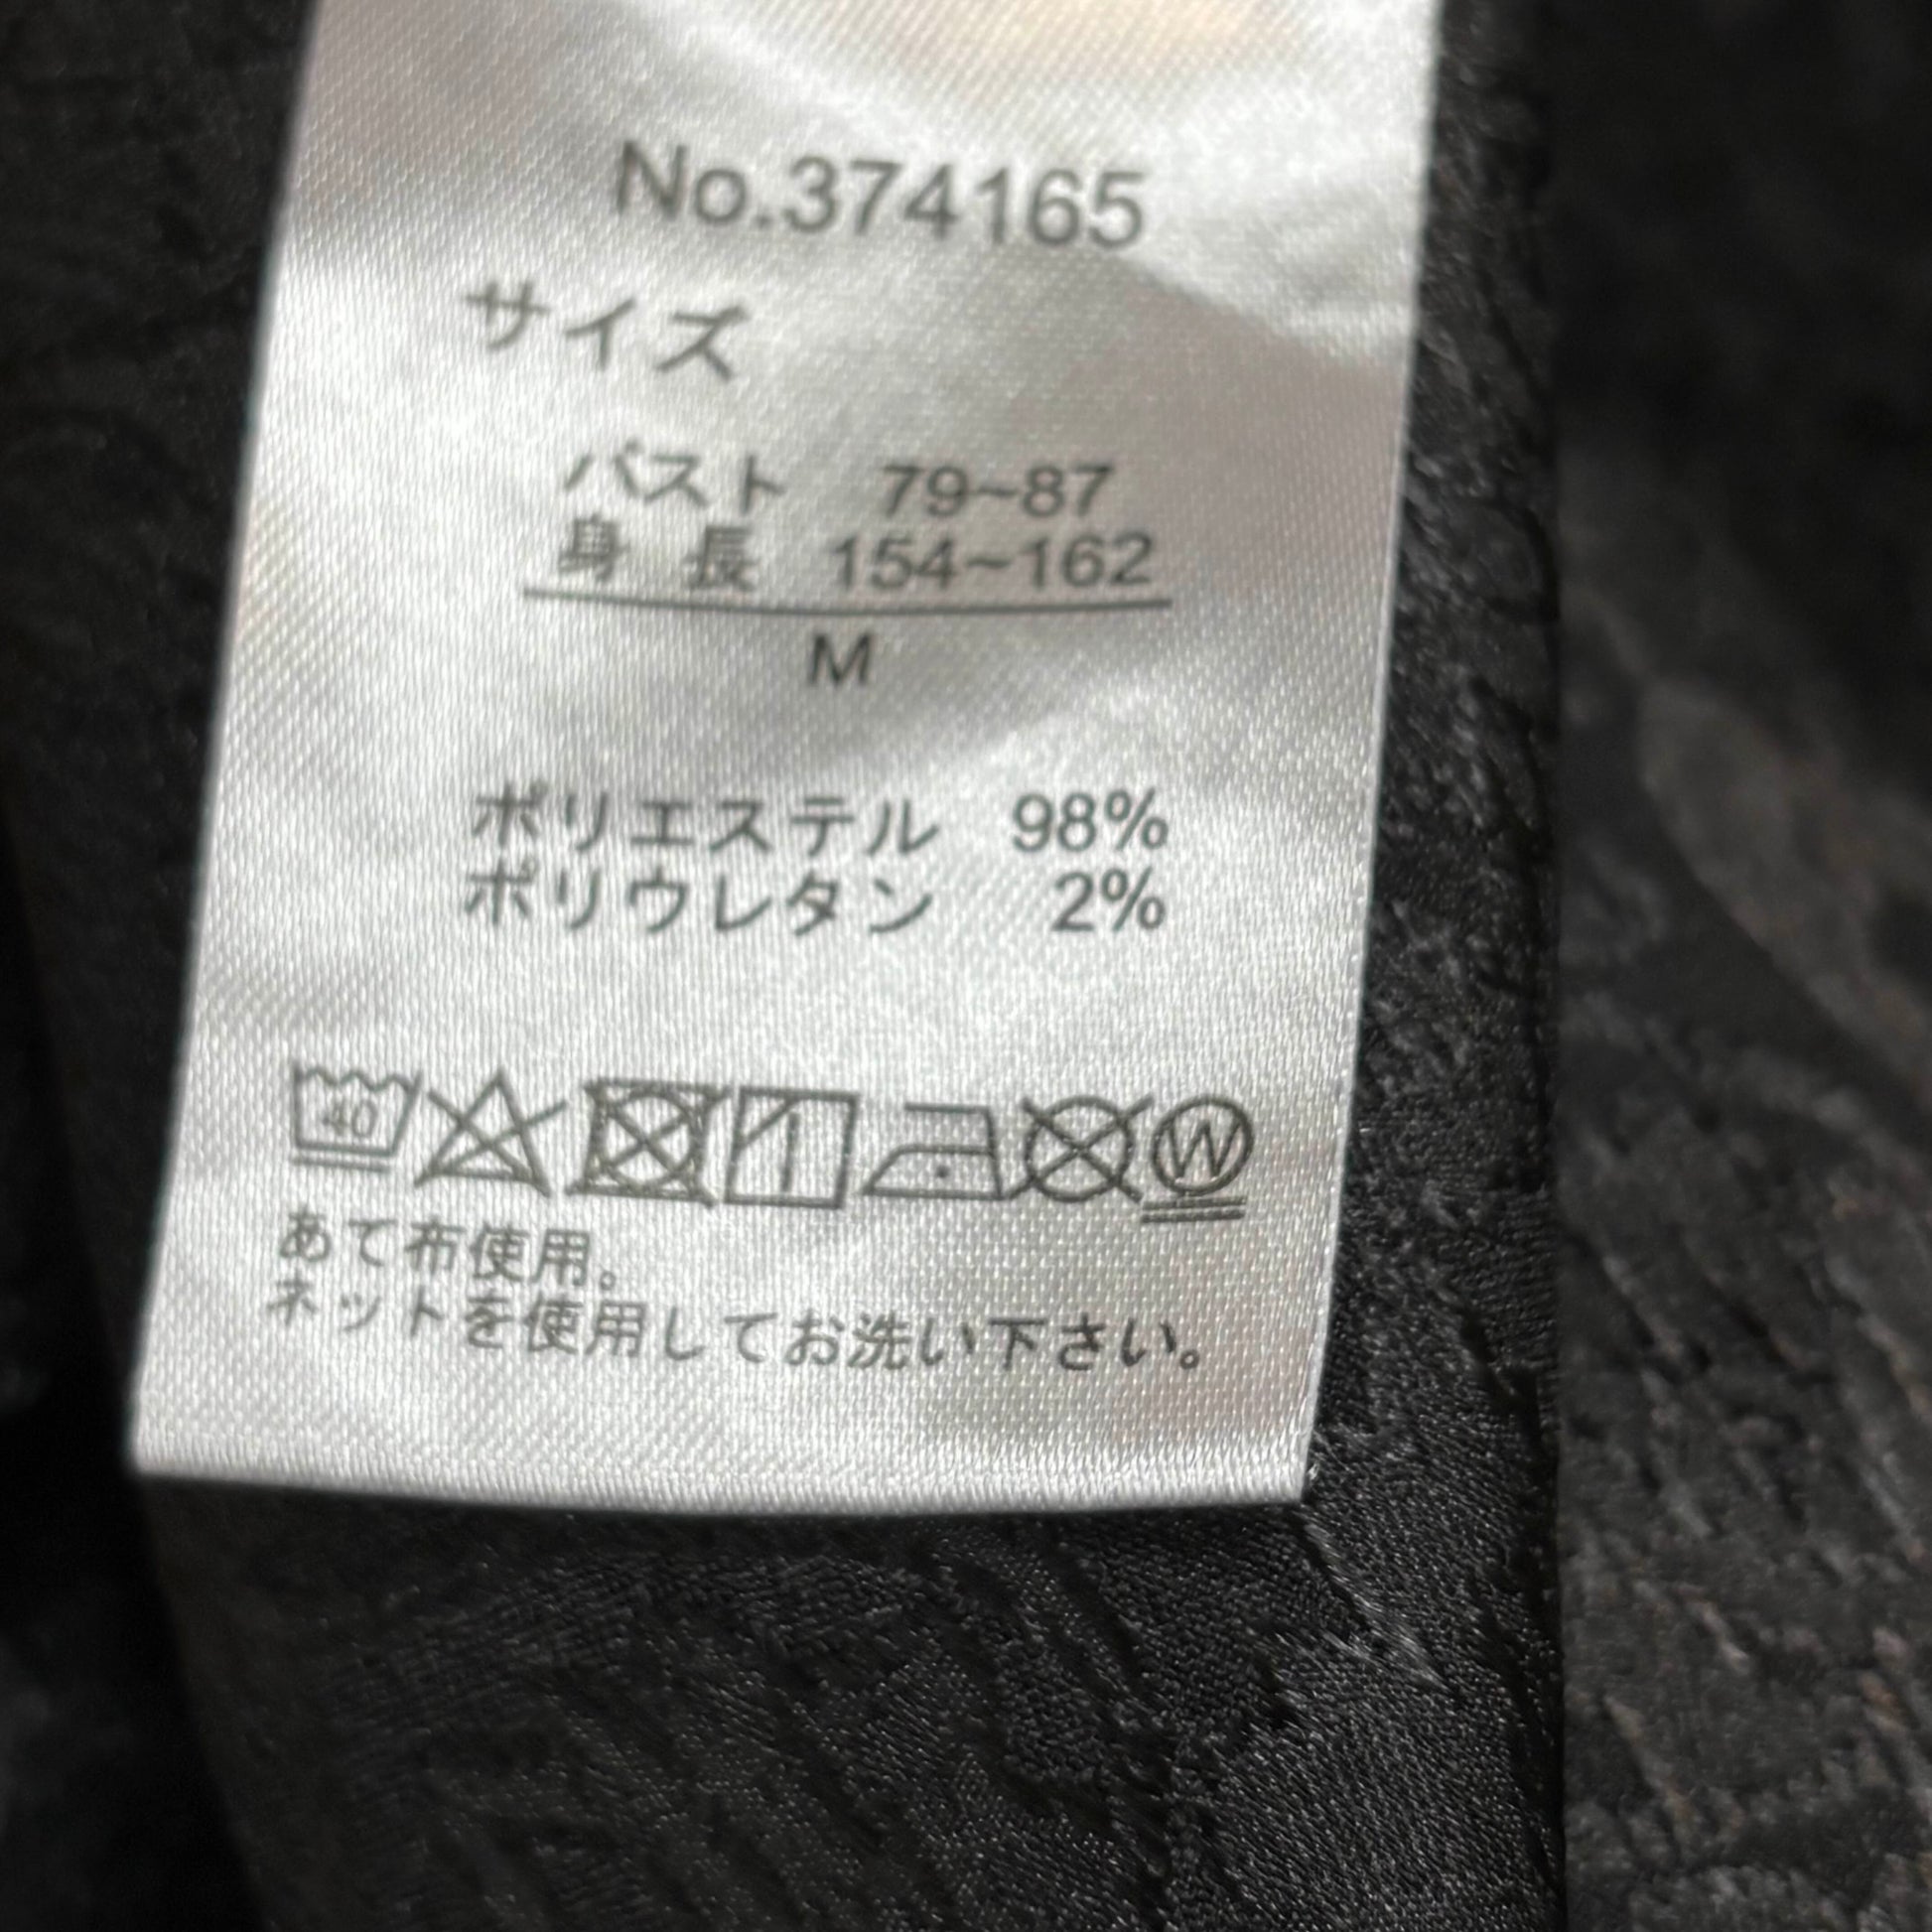 No.374165
サイズ
バスト 79~87
身 長 154~162
M
ポリエステル 98%
ポリウレタン 2%
40 W
あて布使用。
ネットを使用してお洗い下さい。